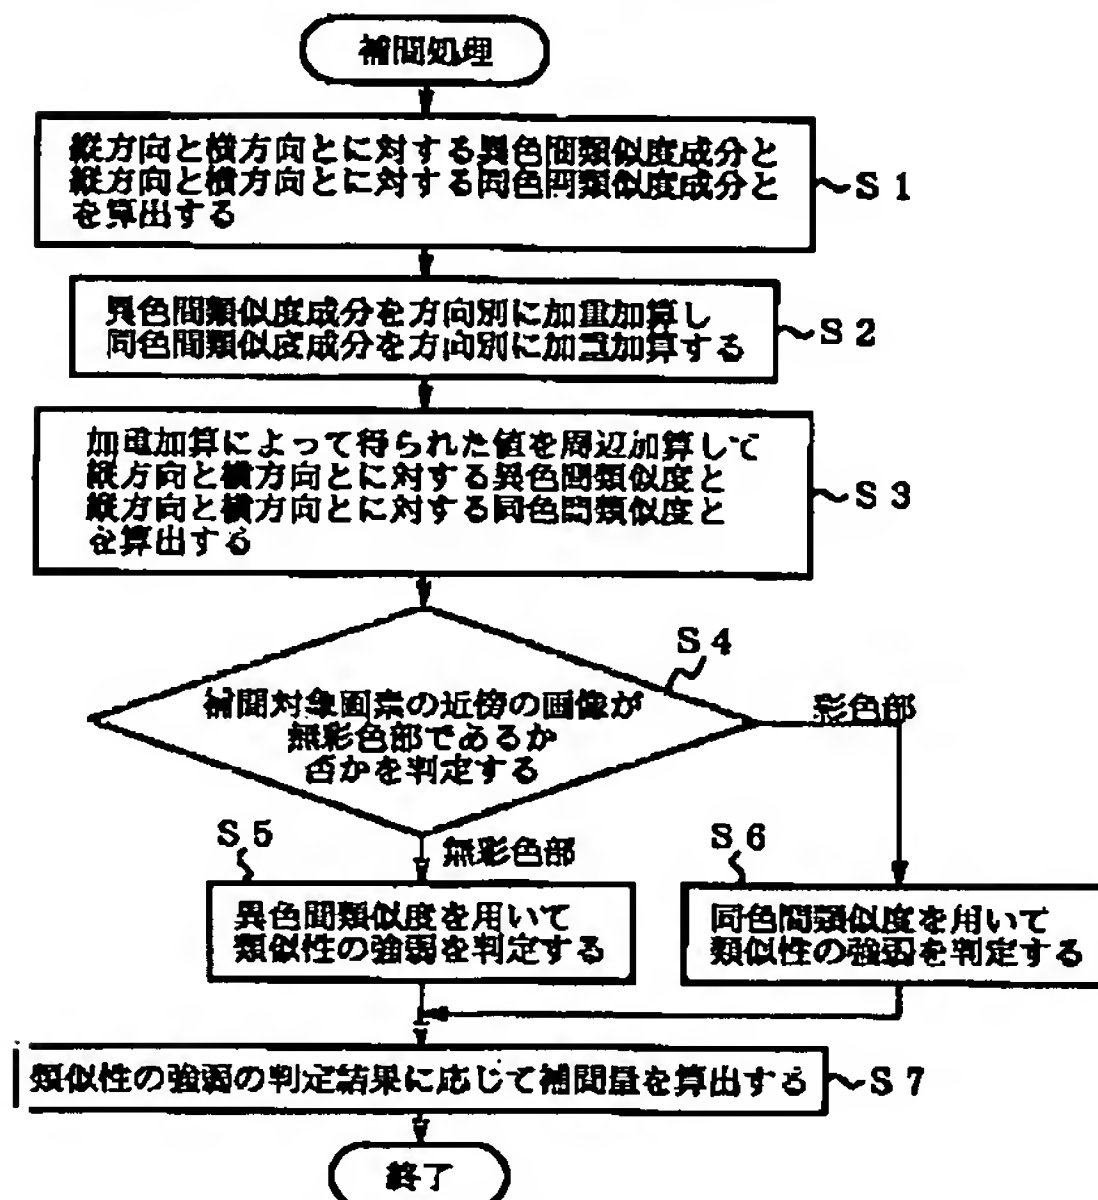 補間処理
縦方向と横方向とに対する異色間類似度成分と
縦方向と横方向とに対する同色間類似度成分と
を算出する
S1
異色間類似度成分を方向別に加重加算し
同色間類似度成分を方向別に加重加算する
S2
加重加算によって得られた値を周辺加算して
縦方向と横方向とに対する異色間類似度と
縦方向と横方向とに対する同色間類似度と
を算出する
S3
S4
補間対象画素の近傍の画像が
無彩色部であるか
否かを判定する
彩色部
無彩色部
S5
異色間類似度を用いて
類似性の強弱を判定する
S6
同色間類似度を用いて
類似性の強弱を判定する
類似性の強弱の判定結果に応じて補間量を算出する
S7
終了